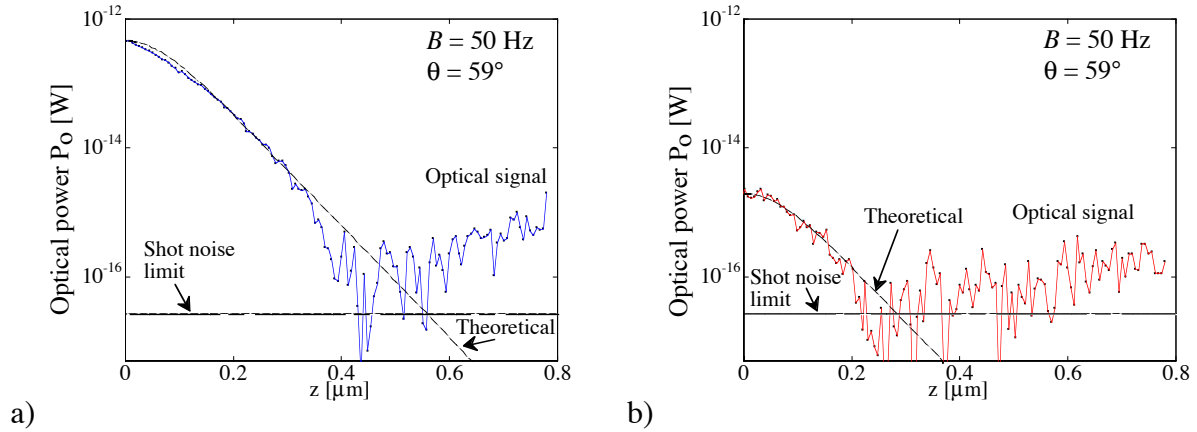 10-12
10-14
10-16
Optical power PO [W]
B = 50 Hz
θ = 59°
Optical signal
Shot noise
limit
Theoretical
0
0.2
0.4
0.6
0.8
z [μm]
a)
10-12
10-14
10-16
Optical power PO [W]
B = 50 Hz
θ = 59°
Theoretical
Optical signal
Shot noise
limit
0
0.2
0.4
0.6
0.8
z [μm]
b)